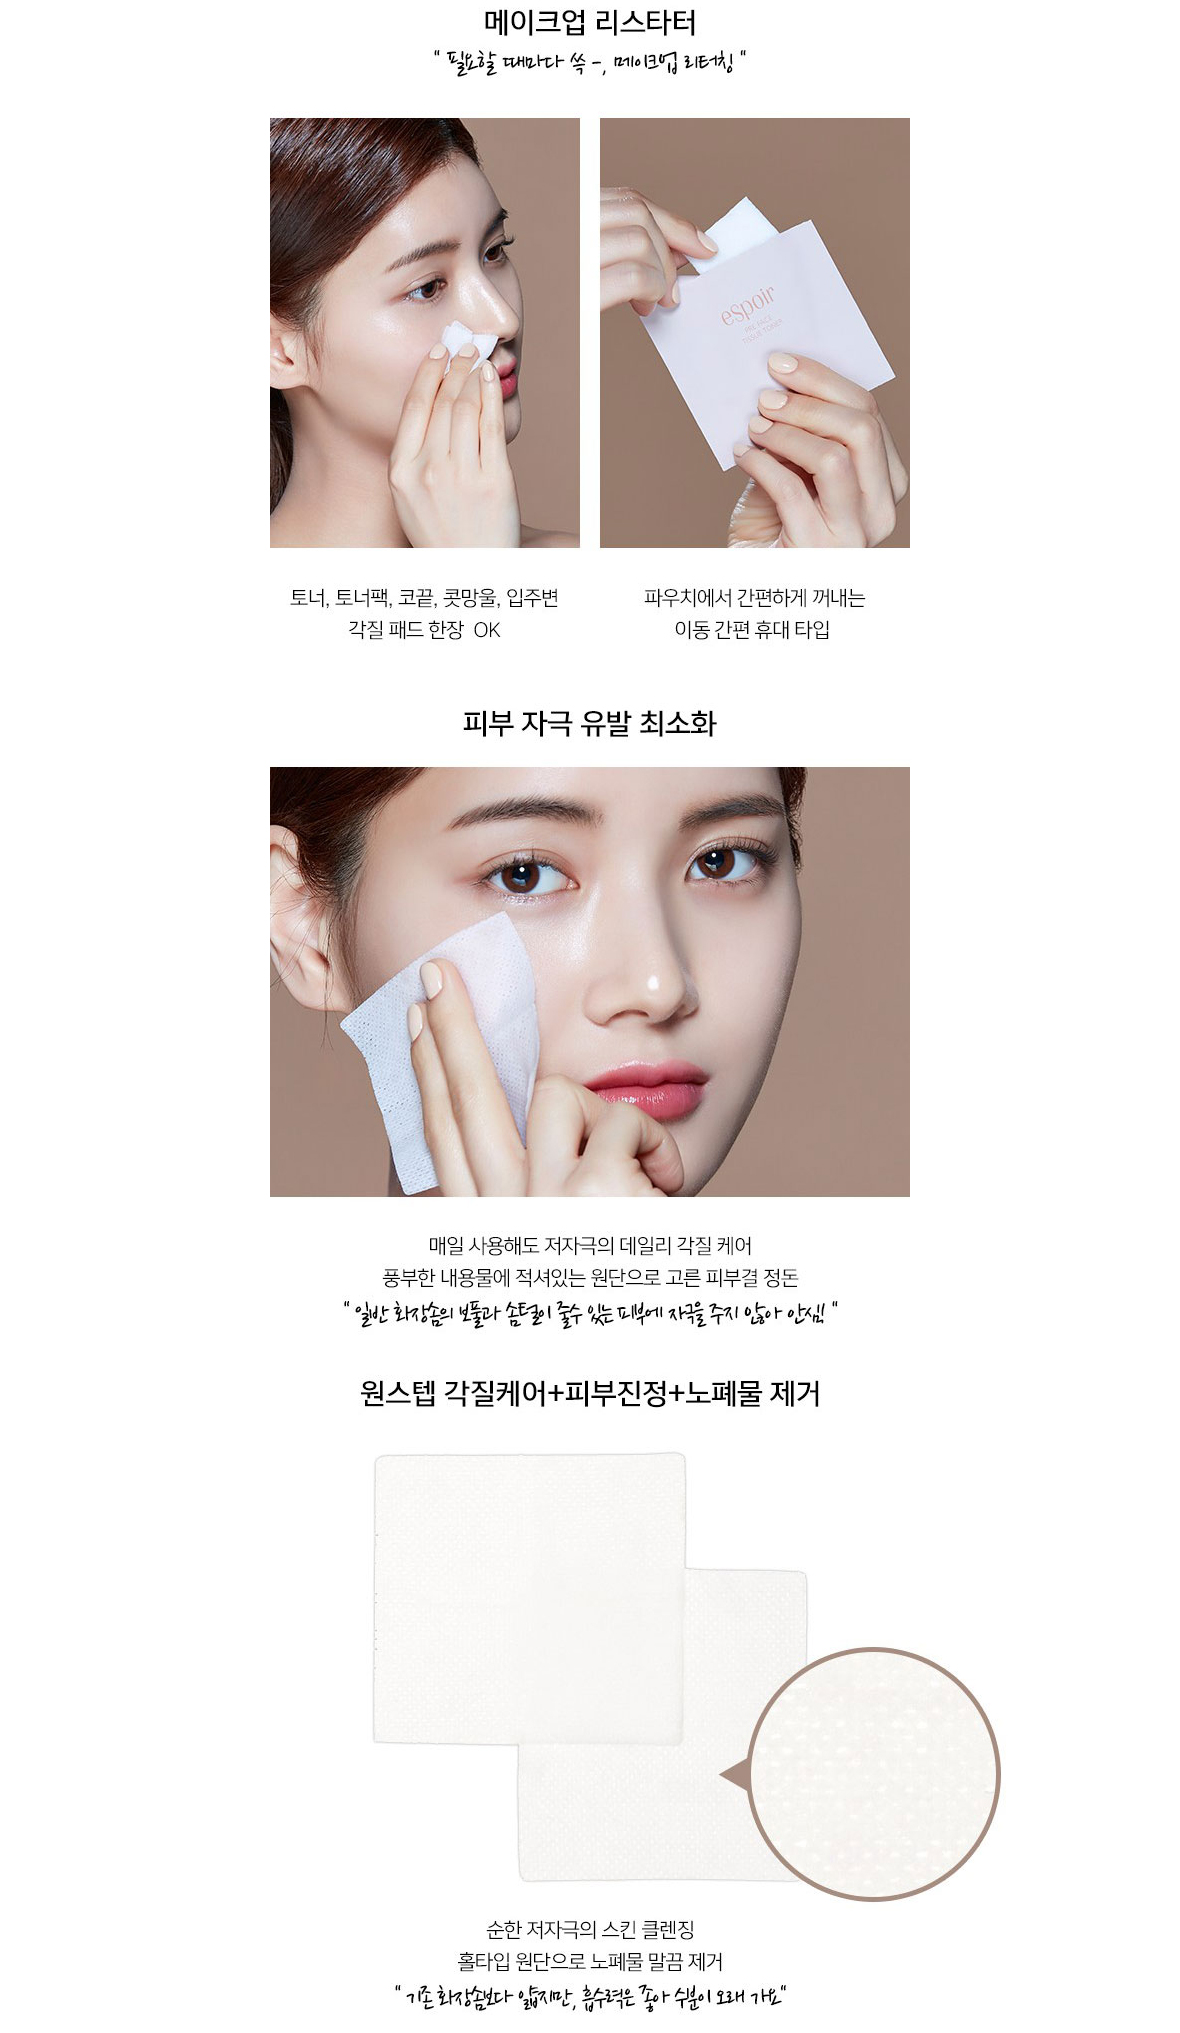 메이크업 리스타터
“ 필요할 때마다 쓱 -, 메이크업 리터칭 “
espoir
토너, 토너팩, 코끝, 콧망울, 입주변
각질 패드 한장 OK
파우치에서 간편하게 꺼내는
이동 간편 휴대 타입
피부 자극 유발 최소화
매일 사용해도 저자극의 데일리 각질 케어
풍부한 내용물에 적셔있는 원단으로 고른 피부결 정돈
“ 일반 화장솜의 보풀과 솜털이 줄수 있는 피부에 자극을 주지 않아 안심! “
원스텝 각질케어+피부진정+노폐물 제거
순한 저자극의 스킨 클렌징
홀타입 원단으로 노폐물 말끔 제거
“ 기존 화장솜보다 얇지만, 흡수력은 좋아 수분이 오래 가요“